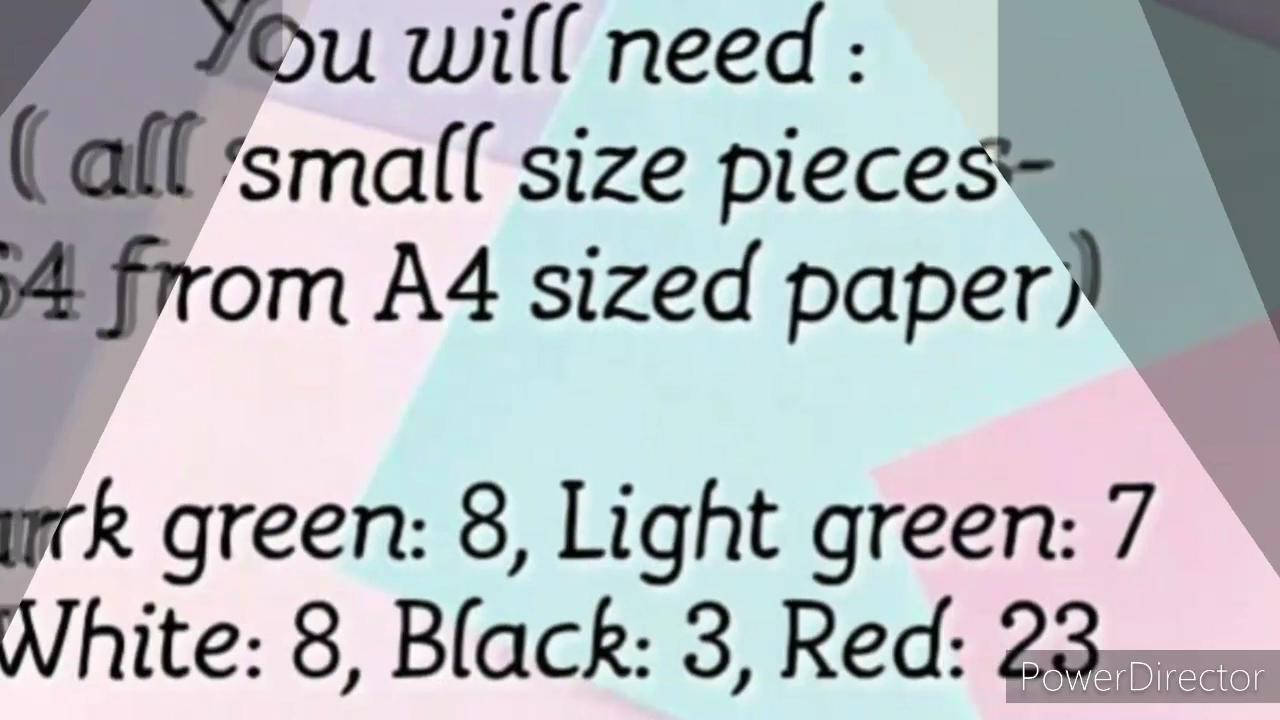 You will need :
( all small size pieces-
64 from A4 sized paper)
green: 8, Light green: 7
White: 8, Black: 3, Red: 23
PowerDirector